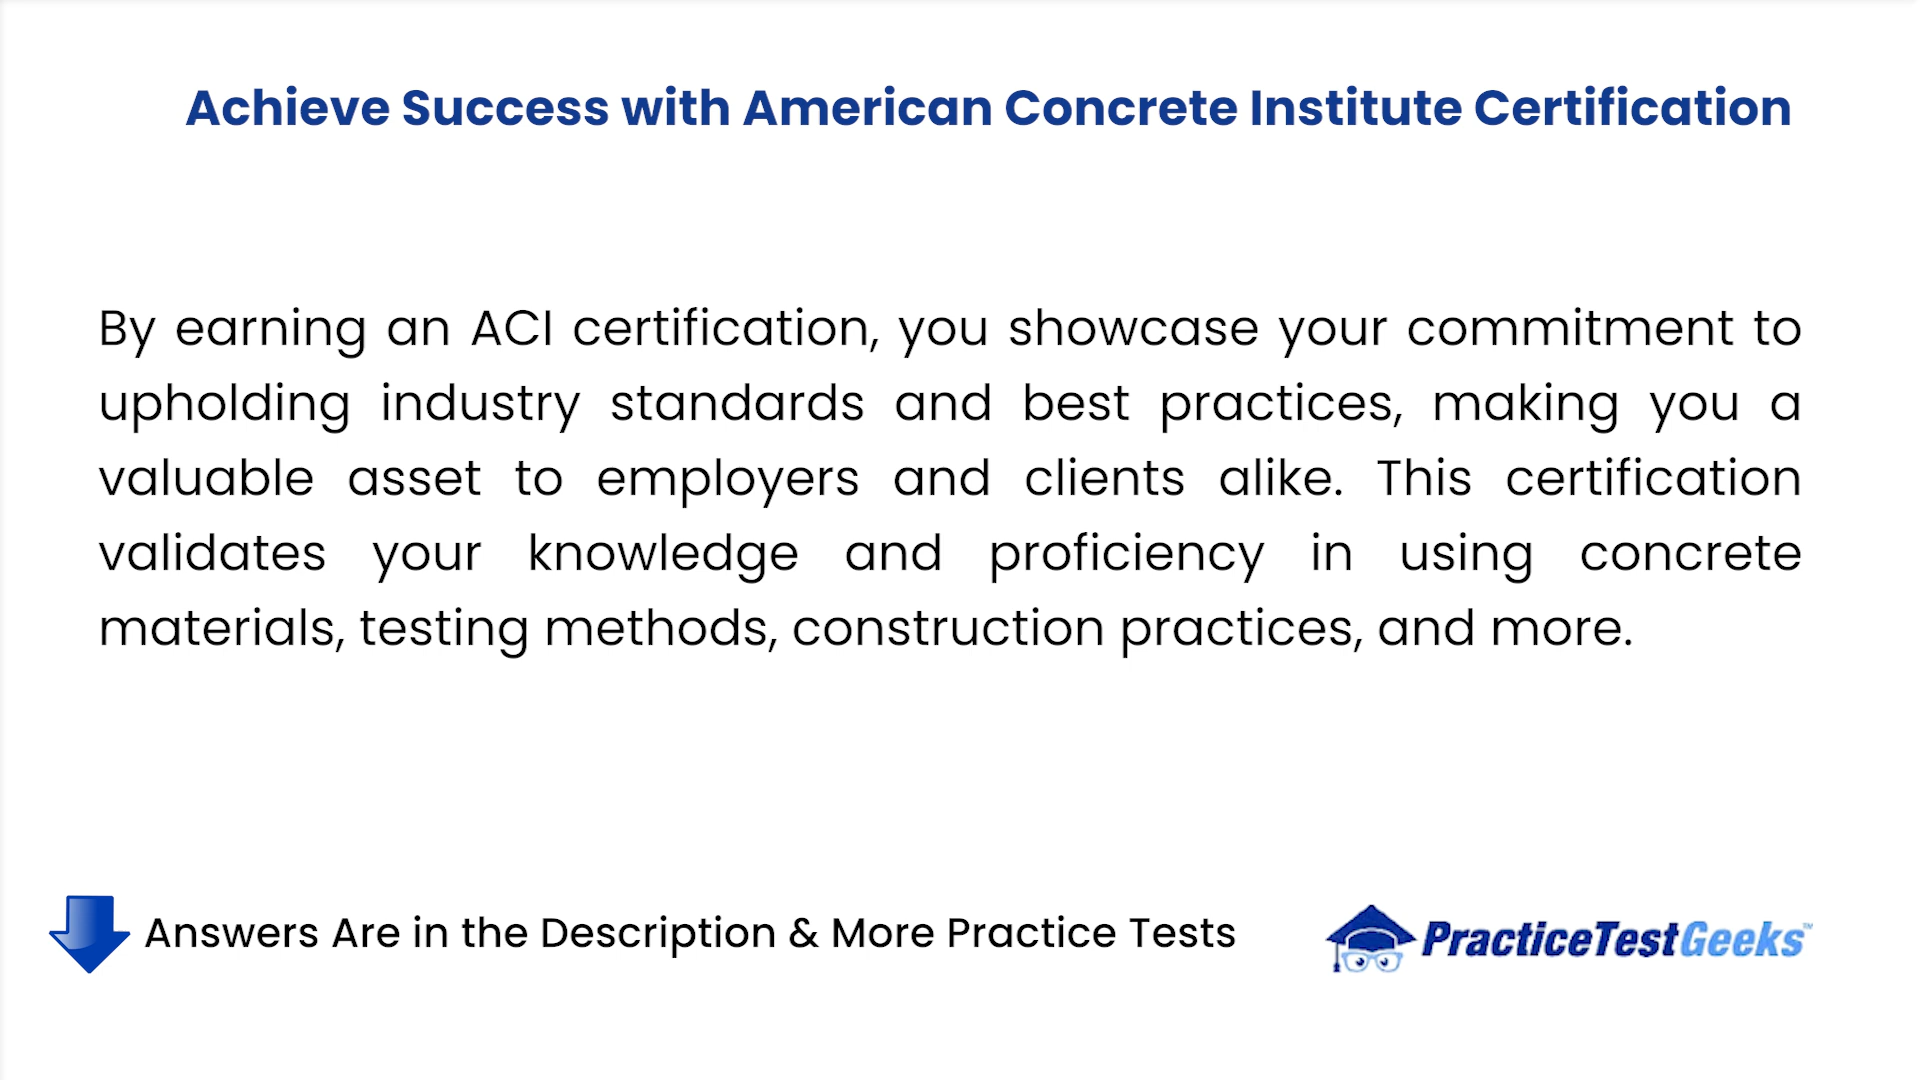 Achieve Success with American Concrete Institute Certification
By earning an ACI certification, you showcase your commitment to
upholding industry standards and best practices, making you a
valuable asset to employers and clients alike. This certification
validates your knowledge and proficiency in using concrete
materials, testing methods, construction practices, and more.
Answers Are in the Description & More Practice Tests
PracticeTestGeeks™